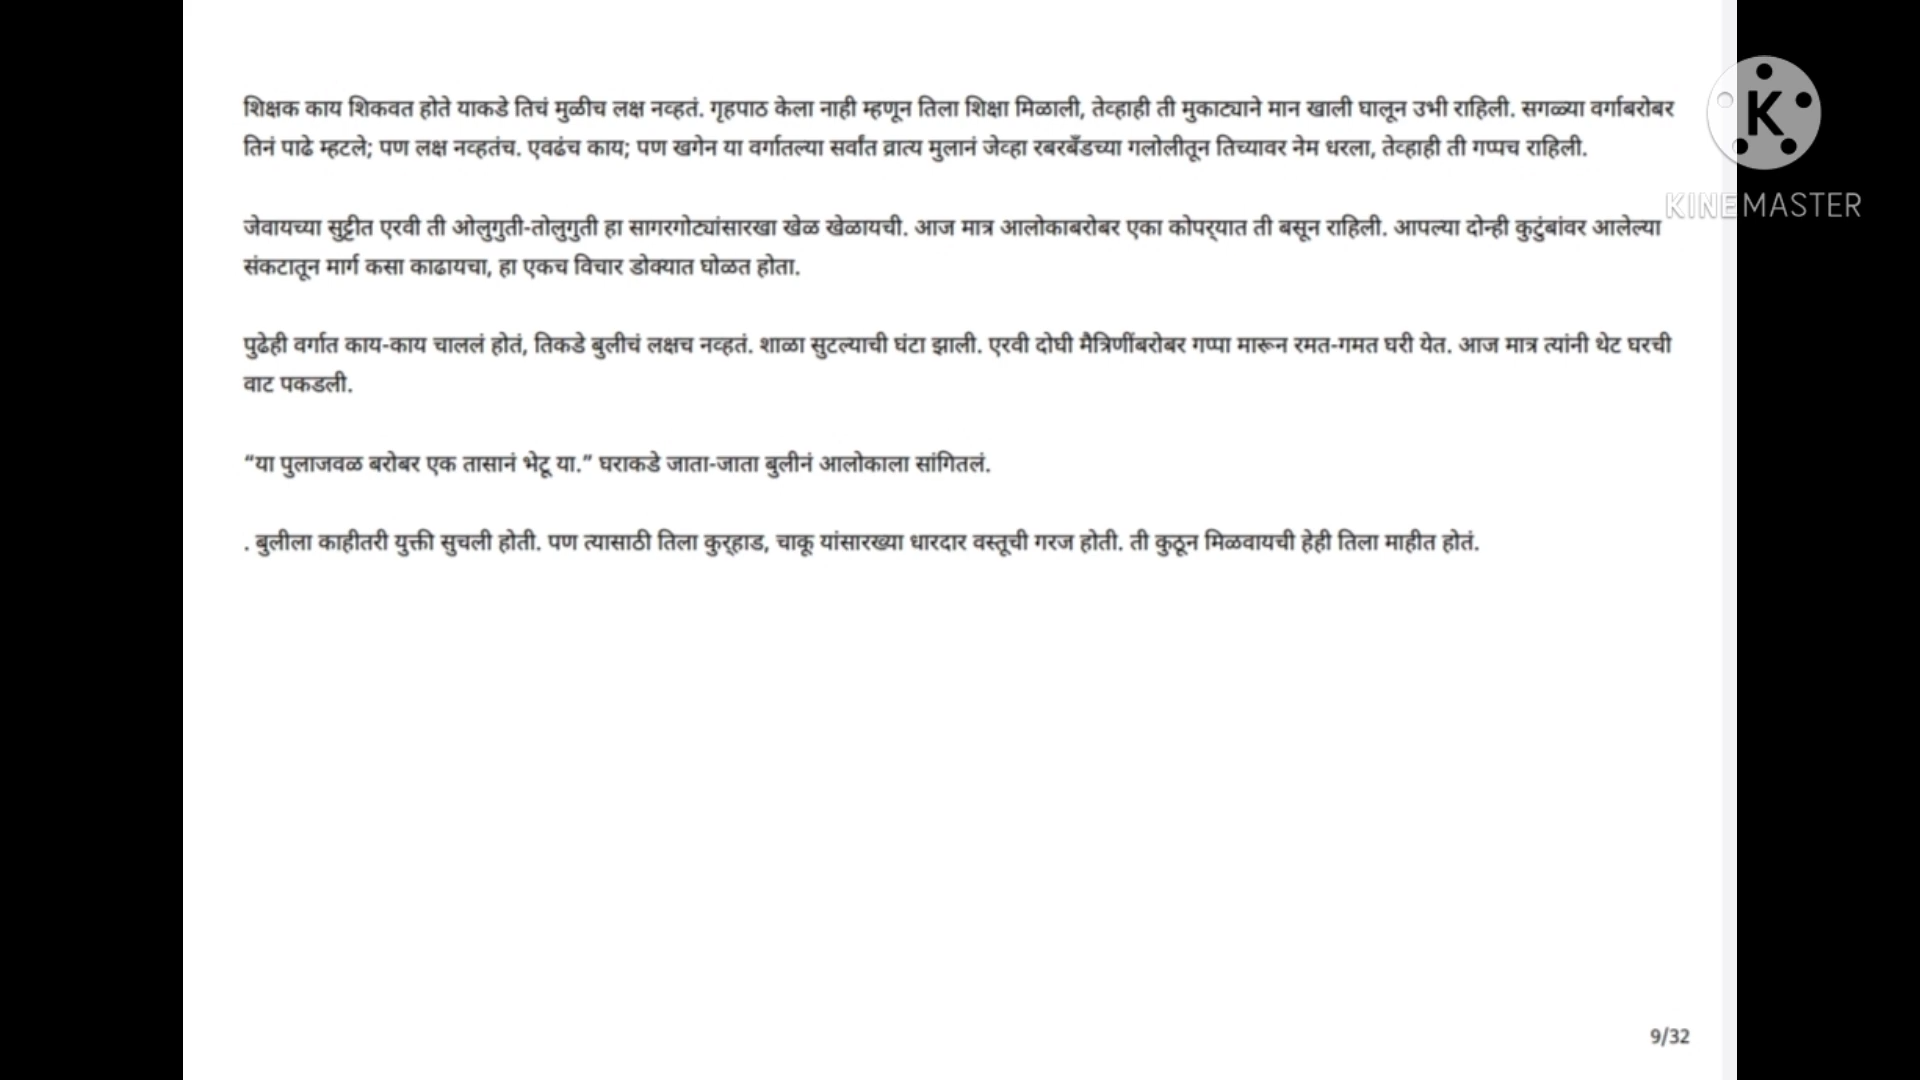 शिक्षक काय शिकवत होते याकडे तिचं मुळीच लक्ष नव्हतं. गृहपाठ केला नाही म्हणून तिला शिक्षा मिळाली, तेव्हाही ती मुकाट्याने मान खाली घालून उभी राहिली. सगळ्या वर्गाबरोबर
तिनं पाढे म्हटले; पण लक्ष नव्हतंच. एवढंच काय; पण खगेन या वर्गातल्या सर्वांत व्रात्य मुलानं जेव्हा रबरबँडच्या गलोलीतून तिच्यावर नेम धरला, तेव्हाही ती गप्पच राहिली.
जेवायच्या सुट्टीत एरवी ती ओलुगुती-तोलुगुती हा सागरगोट्यांसारखा खेळ खेळायची. आज मात्र आलोकाबरोबर एका कोपऱ्यात ती बसून राहिली. आपल्या दोन्ही कुटुंबांवर आलेल्या
संकटातून मार्ग कसा काढायचा, हा एकच विचार डोक्यात घोळत होता.
पुढेही वर्गात काय-काय चाललं होतं, तिकडे बुलीचं लक्षच नव्हतं. शाळा सुटल्याची घंटा झाली. एरवी दोघी मैत्रिणींबरोबर गप्पा मारून रमत-गमत घरी येत. आज मात्र त्यांनी थेट घरची
वाट पकडली.
“या पुलाजवळ बरोबर एक तासानं भेटू या.” घराकडे जाता-जाता बुलीनं आलोकाला सांगितलं.
. बुलीला काहीतरी युक्ती सुचली होती. पण त्यासाठी तिला कुऱ्हाड, चाकू यांसारख्या धारदार वस्तूची गरज होती. ती कुठून मिळवायची हेही तिला माहीत होतं.
9/32
K
KINEMASTER